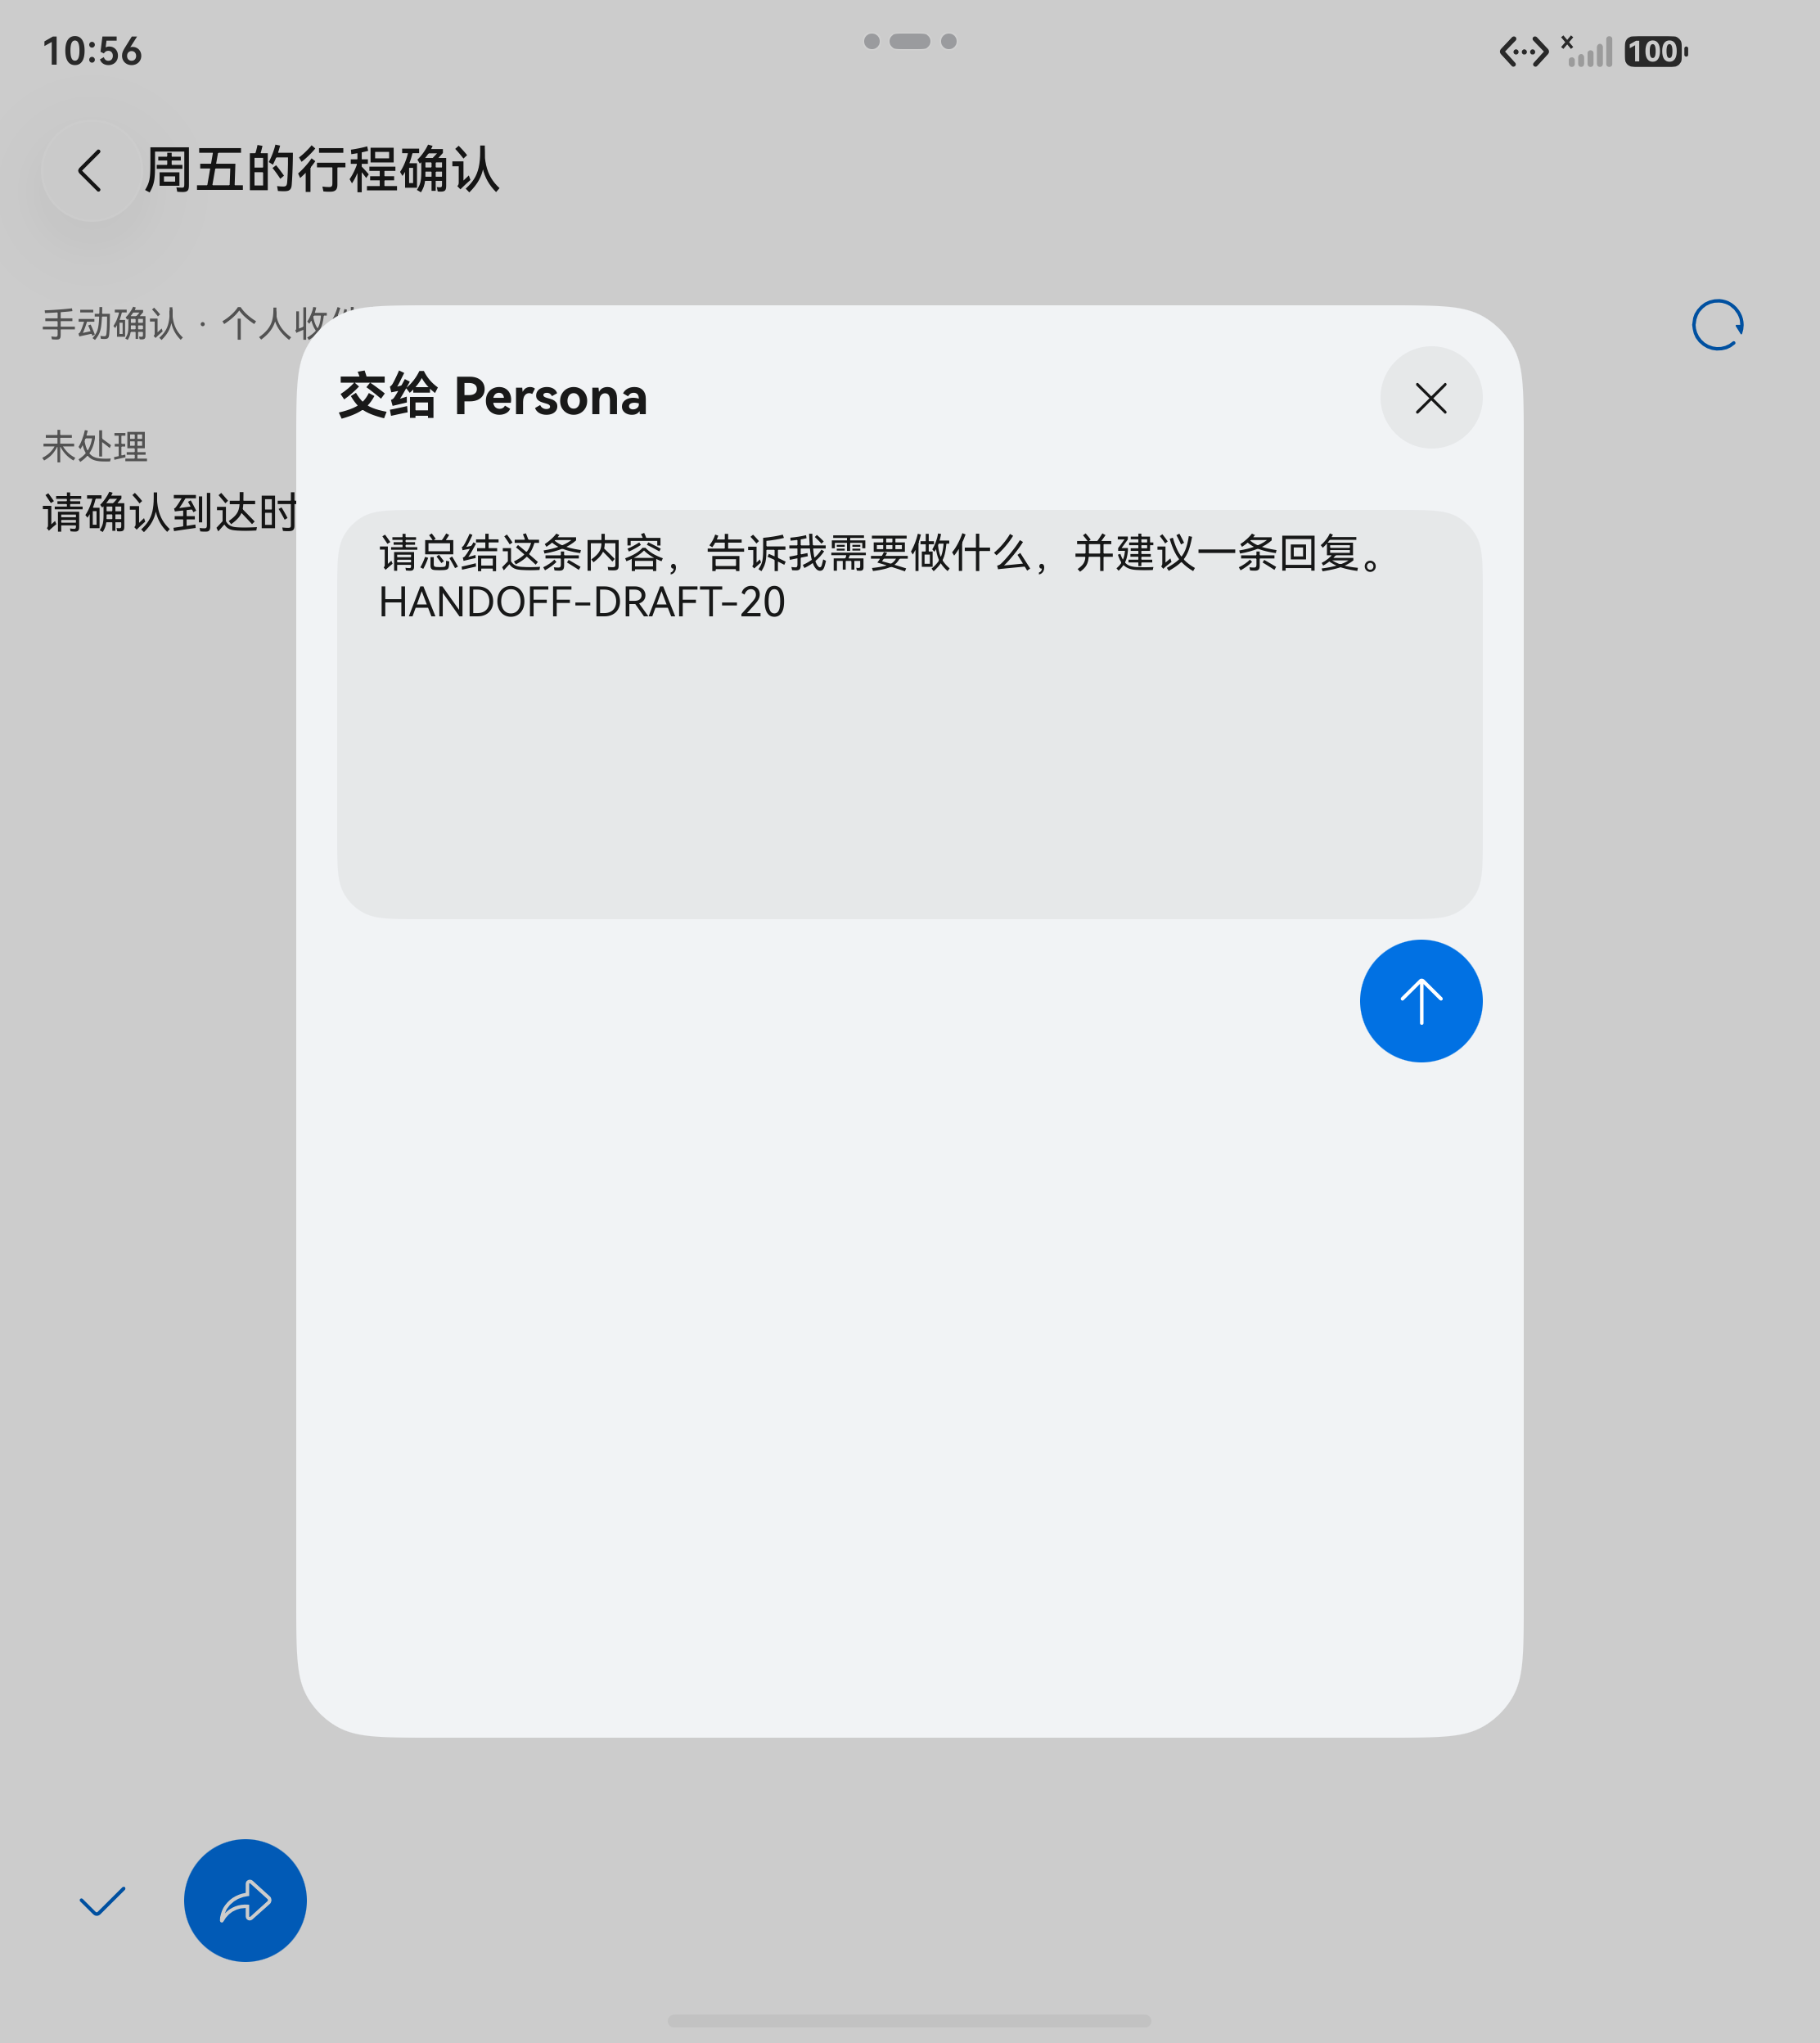 10:56
100
周五的行程确认
手动确认 · 个人收
交给 Persona
未处理
请确认到达时
请总结这条内容，告诉我需要做什么，并建议一条回复。
HANDOFF-DRAFT-20